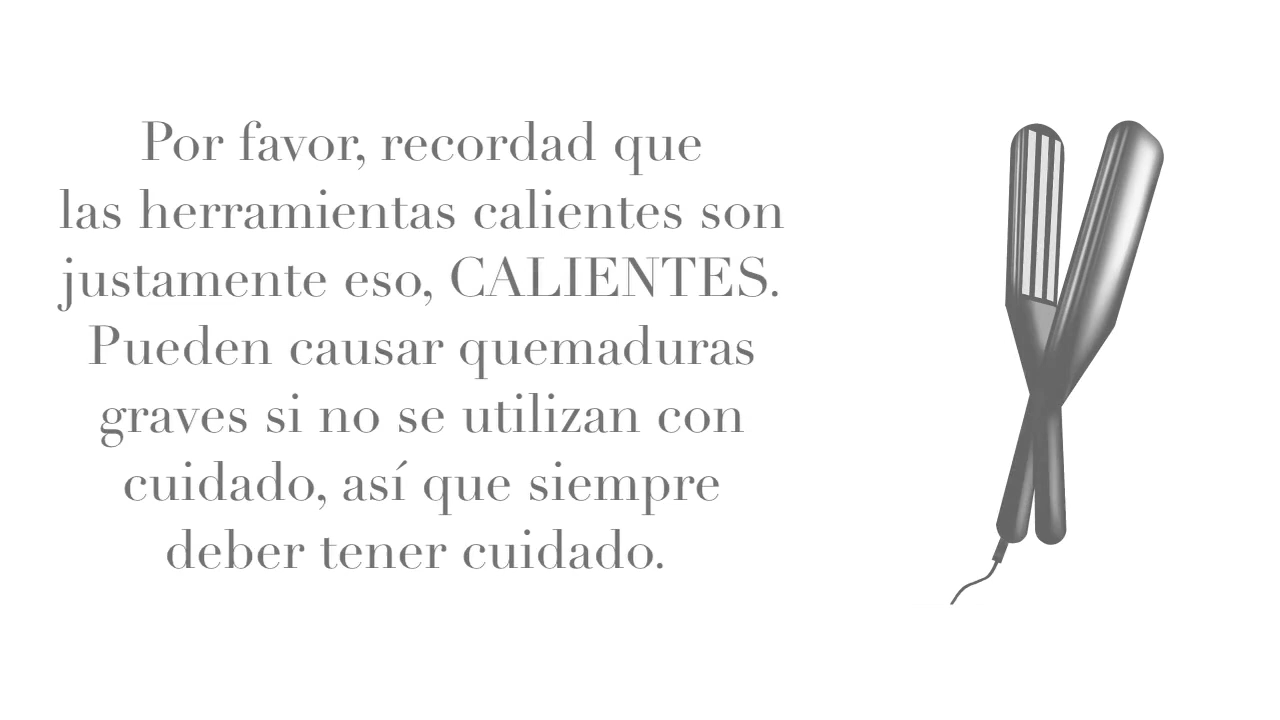 Por favor, recordad que
las herramientas calientes son
justamente eso, CALIENTES.
Pueden causar quemaduras
graves si no se utilizan con
cuidado, así que siempre
deber tener cuidado.